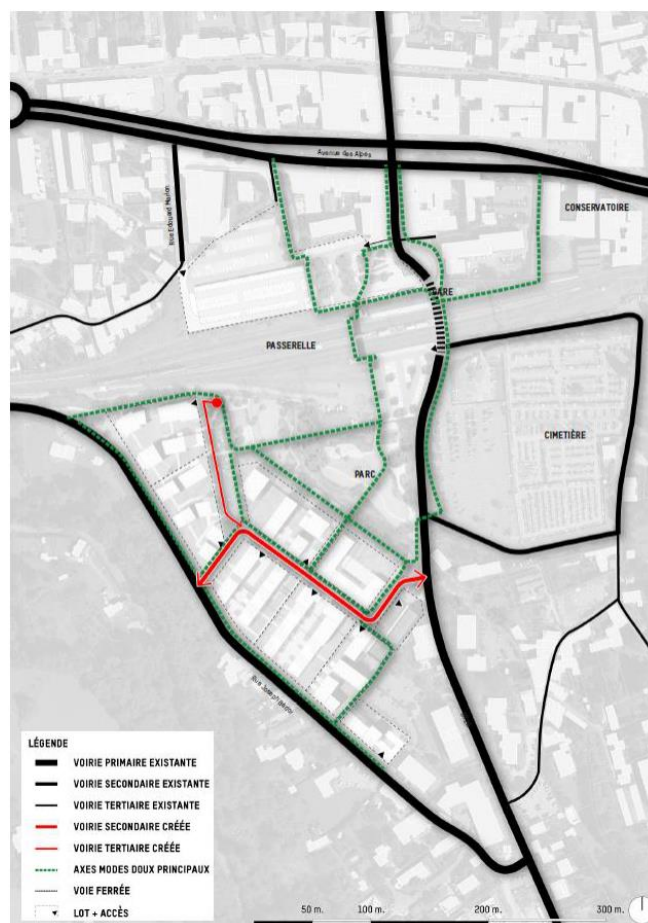 Avenue des Alpes
CONSERVATOIRE
GARE
PASSERELLE
CIMETIÈRE
PARC
LÉGENDE
VOIRIE PRIMAIRE EXISTANTE
VOIRIE SECONDAIRE EXISTANTE
VOIRIE TERTIAIRE EXISTANTE
VOIRIE SECONDAIRE CRÉÉE
VOIRIE TERTIAIRE CRÉÉE
AXES MODES DOUX PRINCIPAUX
VOIE FERRÉE
LOT + ACCÈS
50 m.
100 m.
200 m.
300 m.